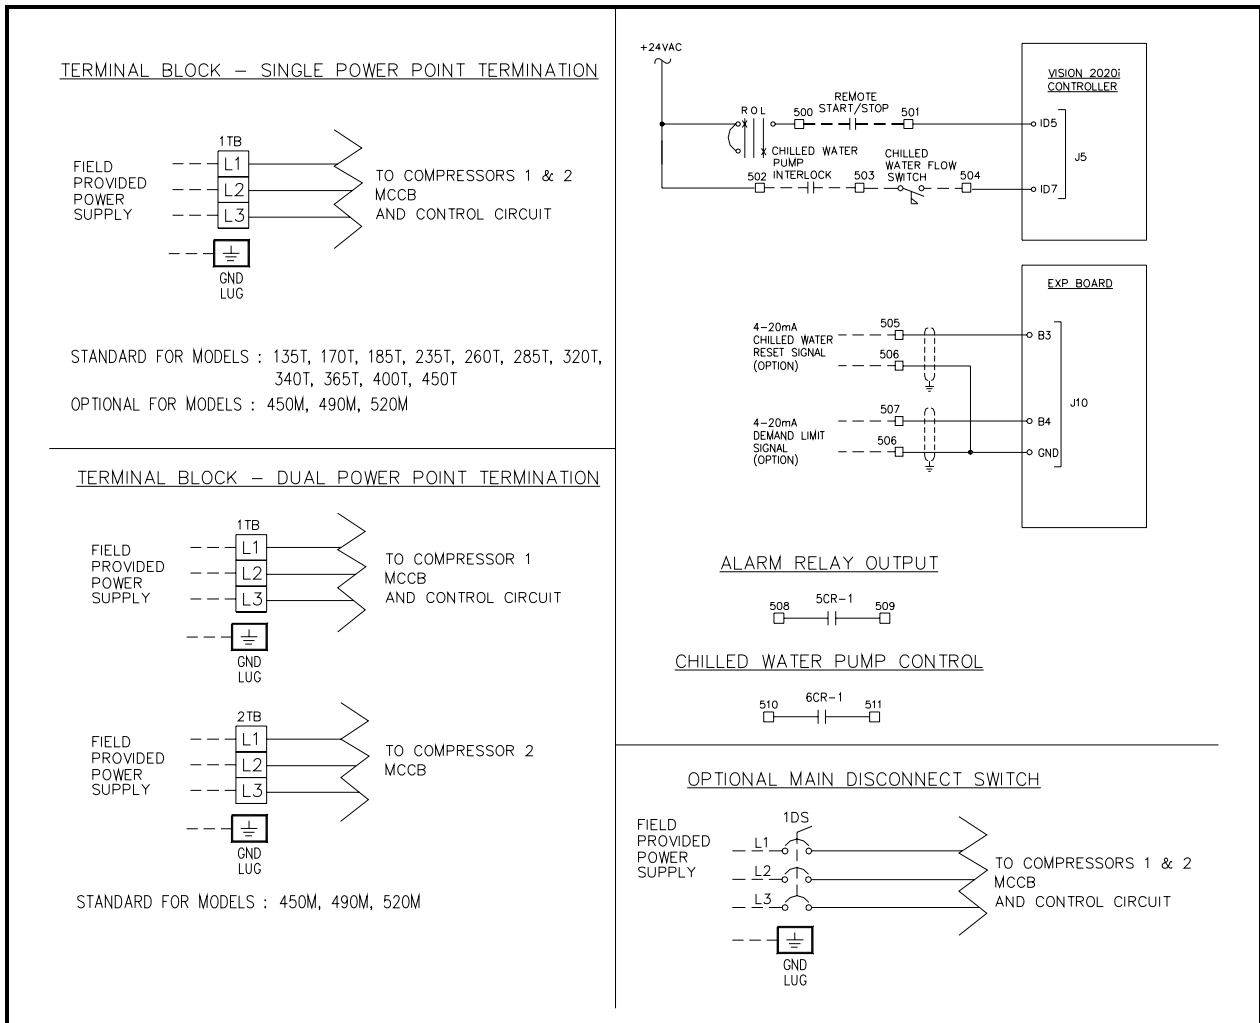 TERMINAL BLOCK – SINGLE POWER POINT TERMINATION
1TB
FIELD
PROVIDED
POWER
SUPPLY
L1
L2
L3
TO COMPRESSORS 1 & 2
MCCB
AND CONTROL CIRCUIT
GND
LUG
STANDARD FOR MODELS : 135T, 170T, 185T, 235T, 260T, 285T, 320T,
340T, 365T, 400T, 450T
OPTIONAL FOR MODELS : 450M, 490M, 520M
TERMINAL BLOCK – DUAL POWER POINT TERMINATION
1TB
FIELD
PROVIDED
POWER
SUPPLY
L1
L2
L3
TO COMPRESSOR 1
MCCB
AND CONTROL CIRCUIT
GND
LUG
2TB
FIELD
PROVIDED
POWER
SUPPLY
L1
L2
L3
TO COMPRESSOR 2
MCCB
GND
LUG
STANDARD FOR MODELS : 450M, 490M, 520M
+24VAC
R O L
X
X
500
REMOTE
START/STOP
501
VISION 2020i
CONTROLLER
ID5
J5
ID7
502
CHILLED WATER
PUMP
INTERLOCK
503
CHILLED
WATER FLOW
SWITCH
504
EXP BOARD
4-20mA
CHILLED WATER
RESET SIGNAL
(OPTION)
505
506
B3
J10
4-20mA
DEMAND LIMIT
SIGNAL
(OPTION)
507
506
B4
GND
ALARM RELAY OUTPUT
508
5CR-1
509
CHILLED WATER PUMP CONTROL
510
6CR-1
511
OPTIONAL MAIN DISCONNECT SWITCH
1DS
FIELD
PROVIDED
POWER
SUPPLY
L1
L2
L3
TO COMPRESSORS 1 & 2
MCCB
AND CONTROL CIRCUIT
GND
LUG